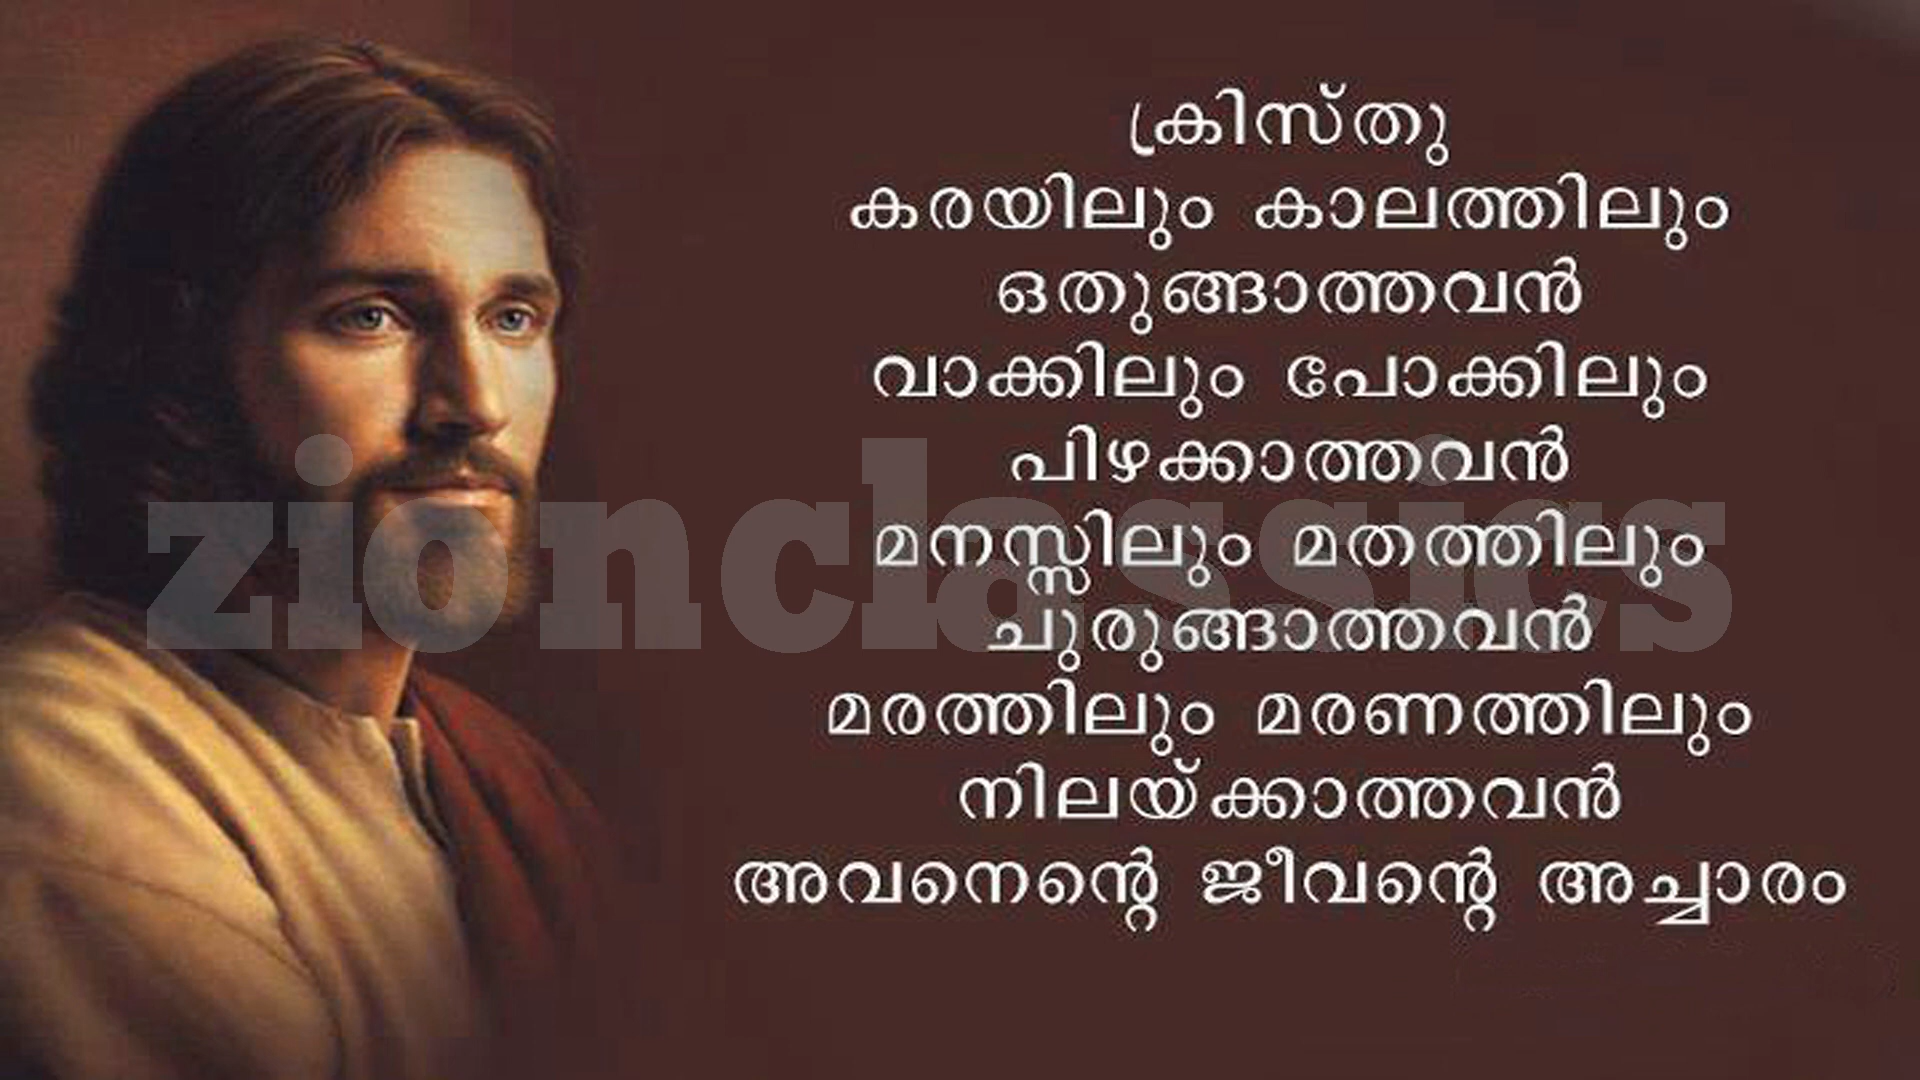 ക്രിസ്തു
കരയിലും കാലത്തിലും
ഒതുങ്ങാത്തവൻ
വാക്കിലും പോക്കിലും
പിഴക്കാത്തവൻ
മനസ്സിലും മതത്തിലും
ചുരുങ്ങാത്തവൻ
മരത്തിലും മരണത്തിലും
നിലയ്ക്കാത്തവൻ
അവനെന്റെ ജീവന്റെ അച്ചാരം
zionclassics